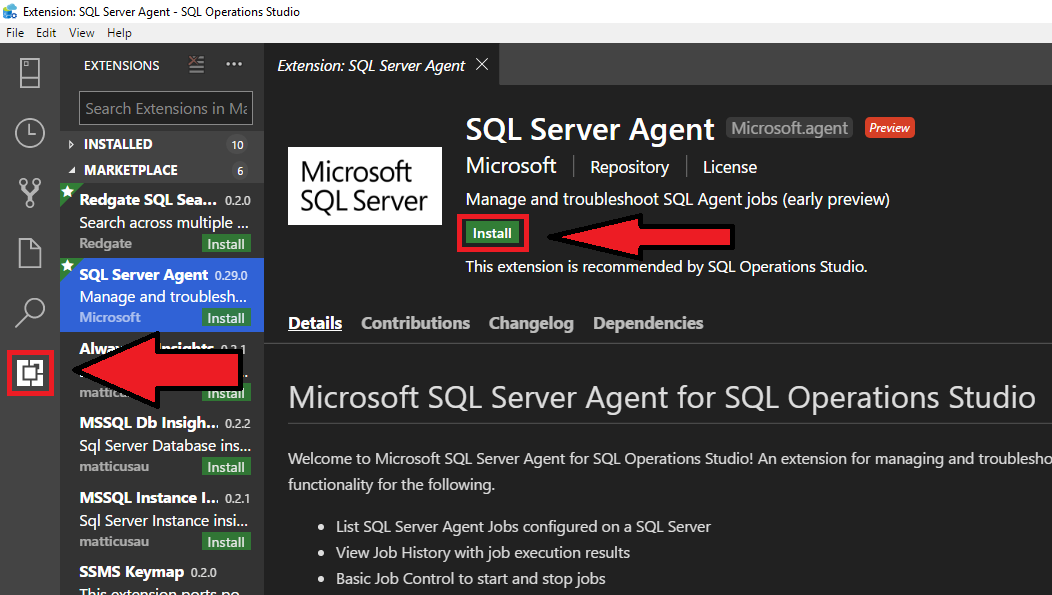 Extension: SQL Server Agent - SQL Operations Studio
File Edit View Help
EXTENSIONS
Search Extensions in Ma
INSTALLED 10
MARKETPLACE 6
Redgate SQL Sea... 0.2.0
Search across multiple ...
Redgate Install
SQL Server Agent 0.29.0
Manage and troublesh...
Microsoft Install
Insights 0.2.1
Install
MSSQL Db Insigh... 0.2.2
Sql Server Database ins...
matticusau Install
MSSQL Instance I... 0.2.1
Sql Server Instance insi...
matticusau Install
SSMS Keymap 0.2.0
This extension ports po
Extension: SQL Server Agent
Microsoft
SQL Server
SQL Server Agent Microsoft.agent Preview
Microsoft Repository License
Manage and troubleshoot SQL Agent jobs (early preview)
Install
This extension is recommended by SQL Operations Studio.
Details Contributions Changelog Dependencies
Microsoft SQL Server Agent for SQL Operations Studio
Welcome to Microsoft SQL Server Agent for SQL Operations Studio! An extension for managing and troublesho
functionality for the following.
• List SQL Server Agent Jobs configured on a SQL Server
• View Job History with job execution results
• Basic Job Control to start and stop jobs